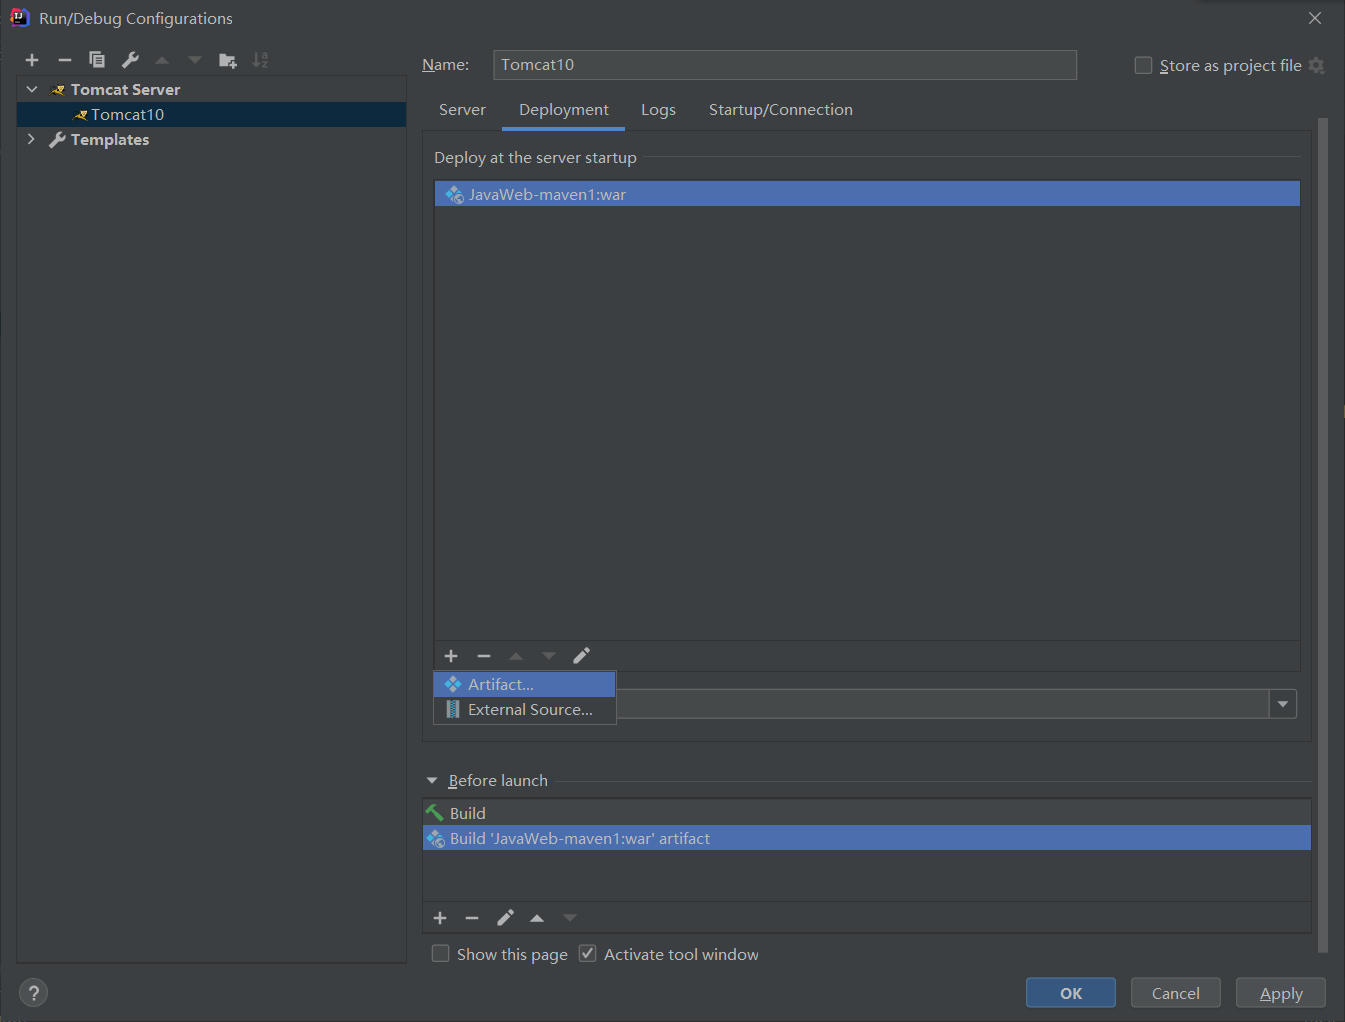 Run/Debug Configurations
Name: Tomcat10 Store as project file
Tomcat Server
Tomcat10
Templates
Server Deployment Logs Startup/Connection
Deploy at the server startup
JavaWeb-maven1:war
Artifact...
External Source...
Before launch
Build
Build 'JavaWeb-maven1:war' artifact
Show this page Activate tool window
? OK Cancel Apply